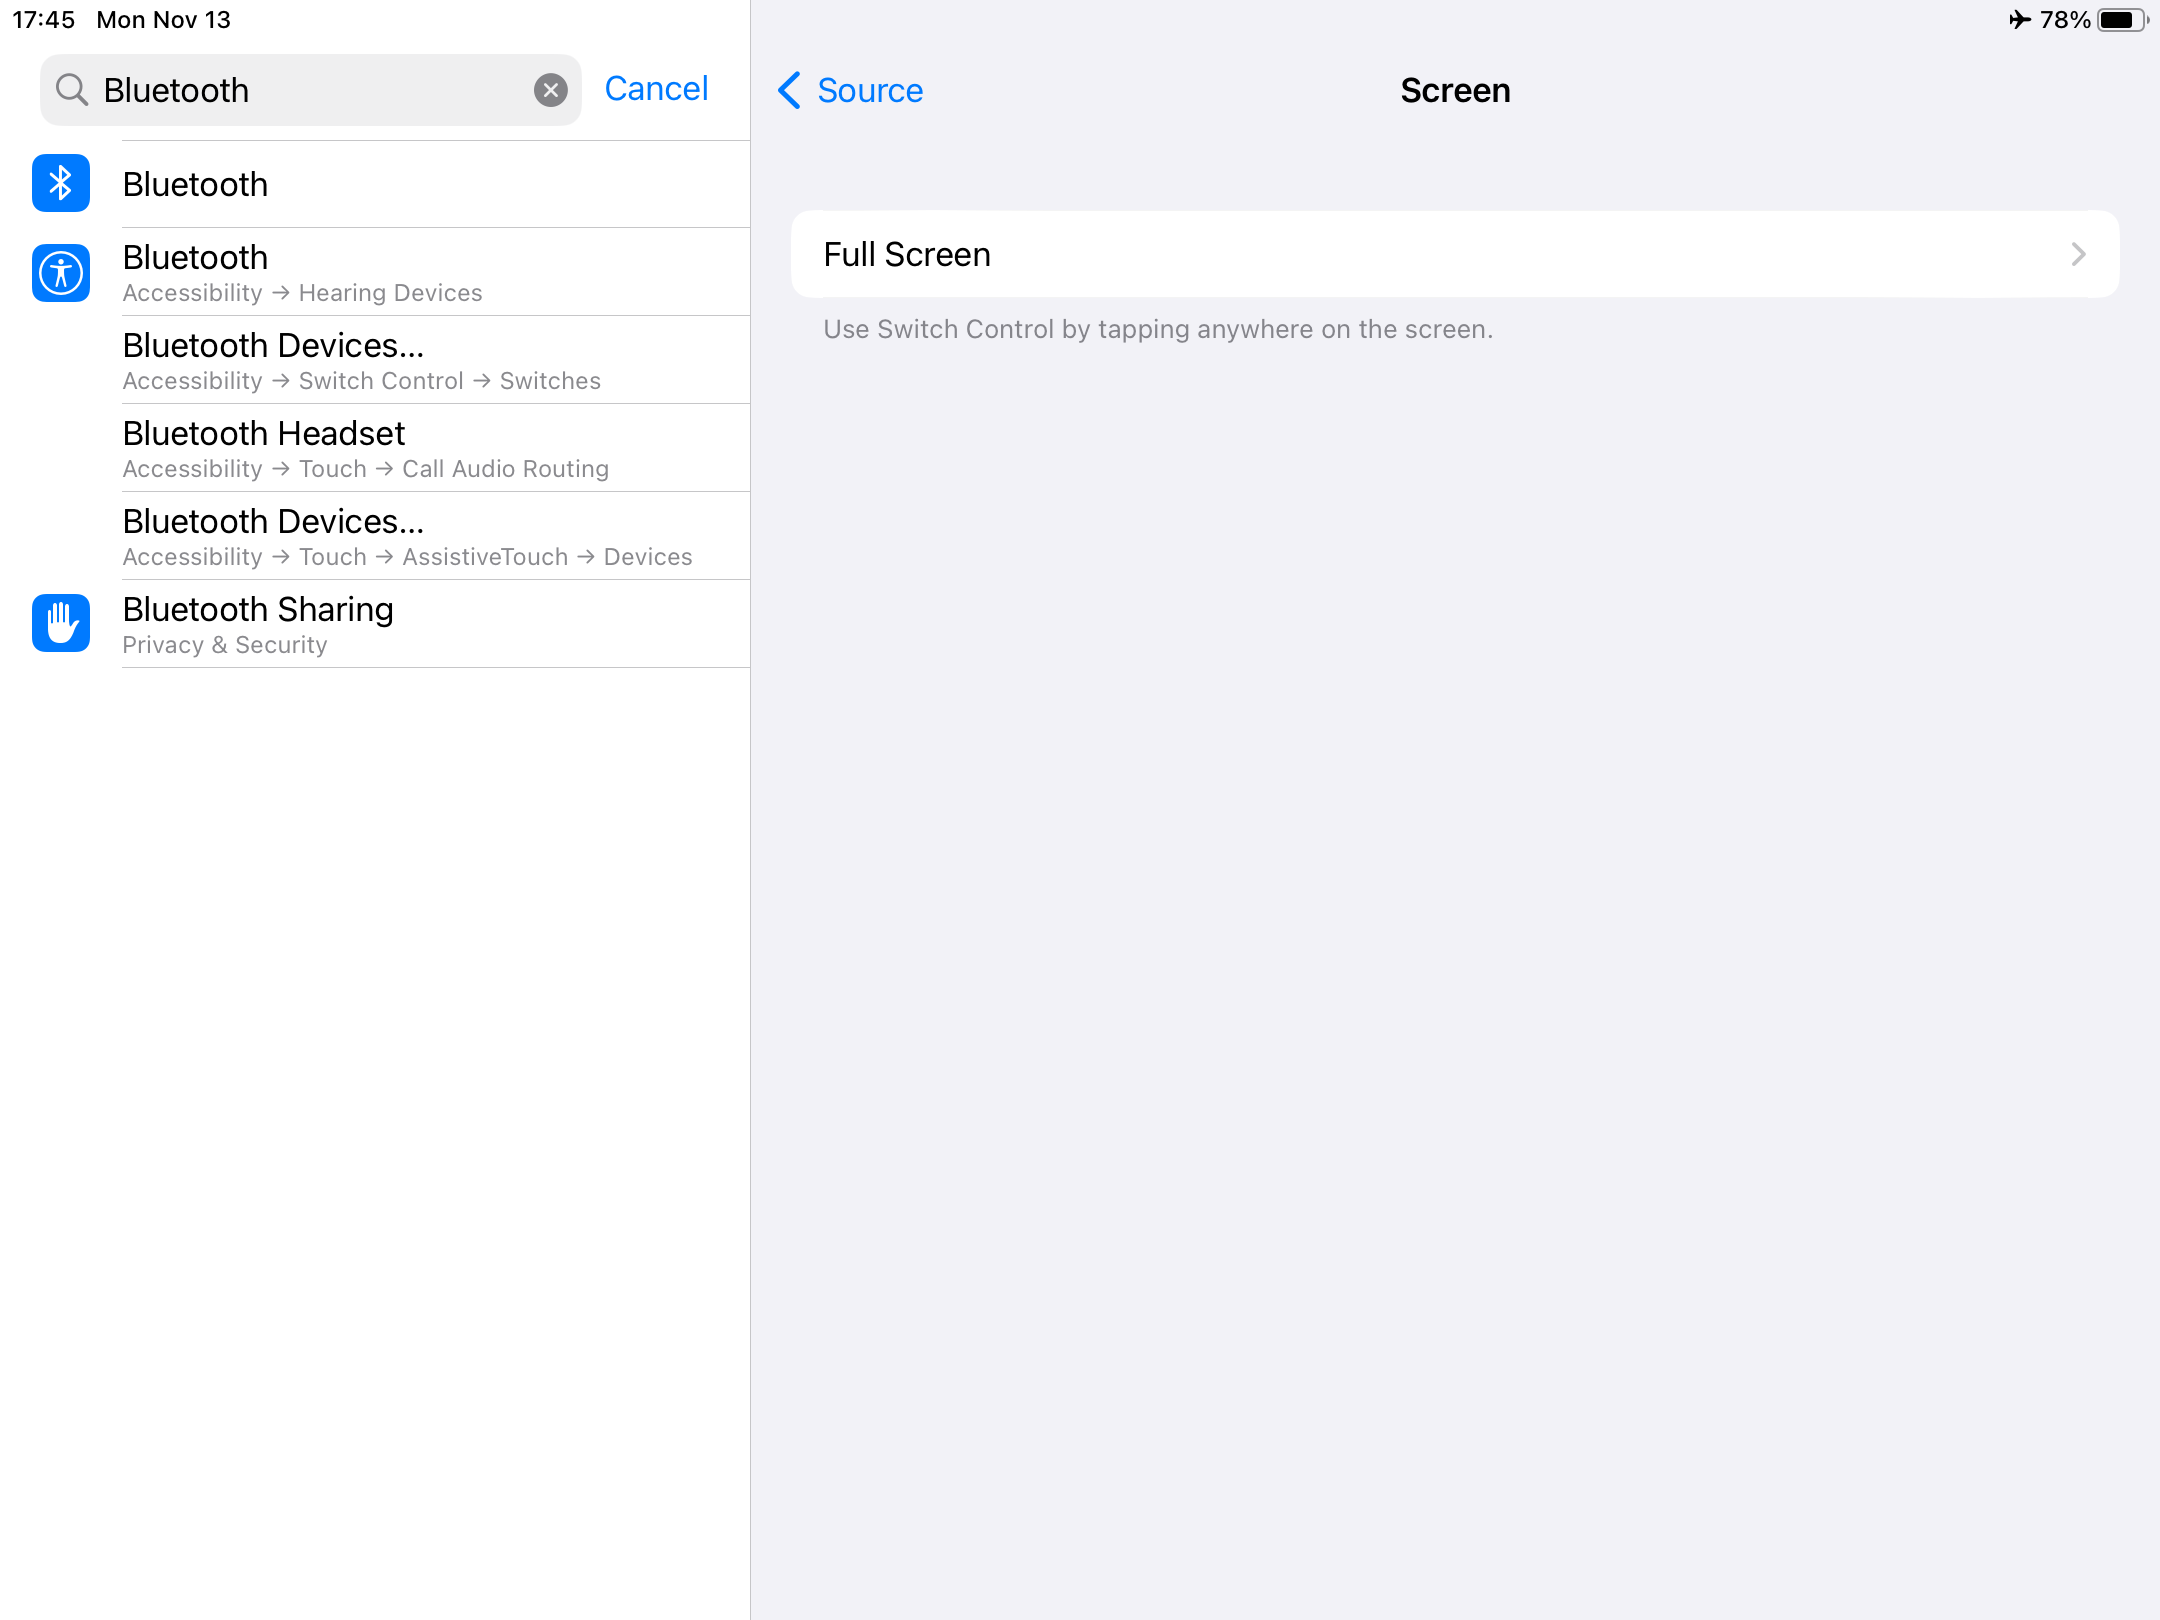 17:45 Mon Nov 13
78%
Bluetooth
Cancel
Bluetooth
Bluetooth
Accessibility → Hearing Devices
Bluetooth Devices...
Accessibility → Switch Control → Switches
Bluetooth Headset
Accessibility → Touch → Call Audio Routing
Bluetooth Devices...
Accessibility → Touch → AssistiveTouch → Devices
Bluetooth Sharing
Privacy & Security
Source
Screen
Full Screen
Use Switch Control by tapping anywhere on the screen.